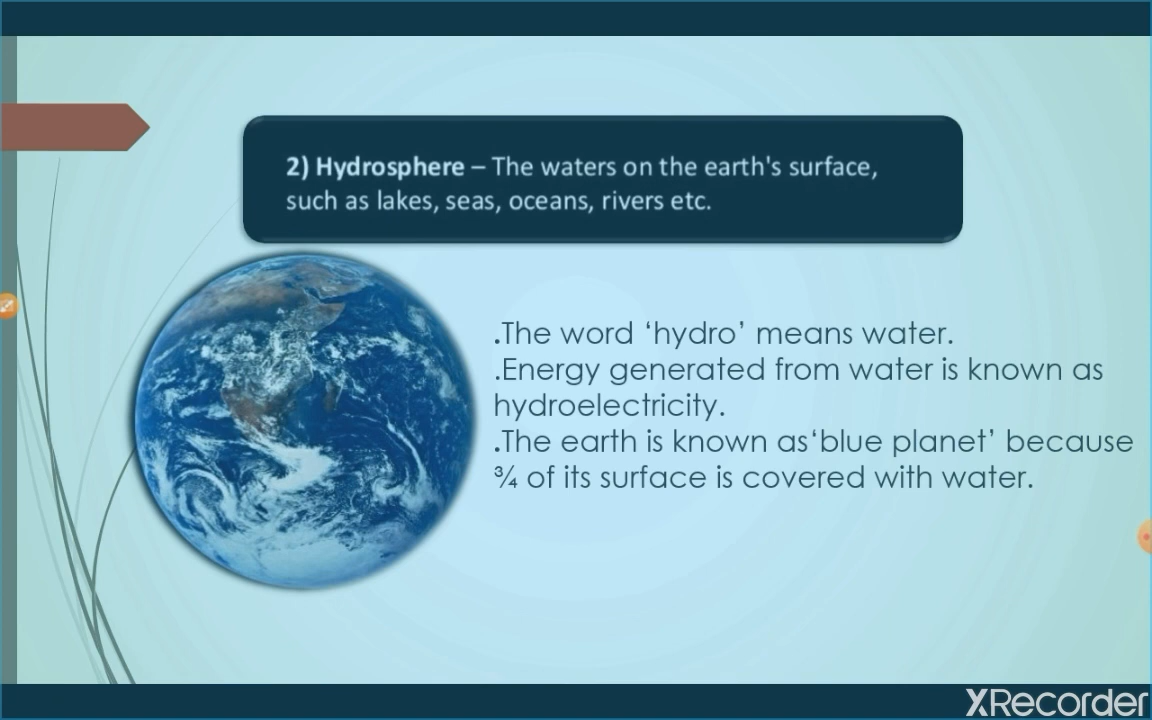 2) Hydrosphere – The waters on the earth's surface,
such as lakes, seas, oceans, rivers etc.
.The word ‘hydro’ means water.
.Energy generated from water is known as
hydroelectricity.
.The earth is known as‘blue planet’ because
¾ of its surface is covered with water.
XRecorder